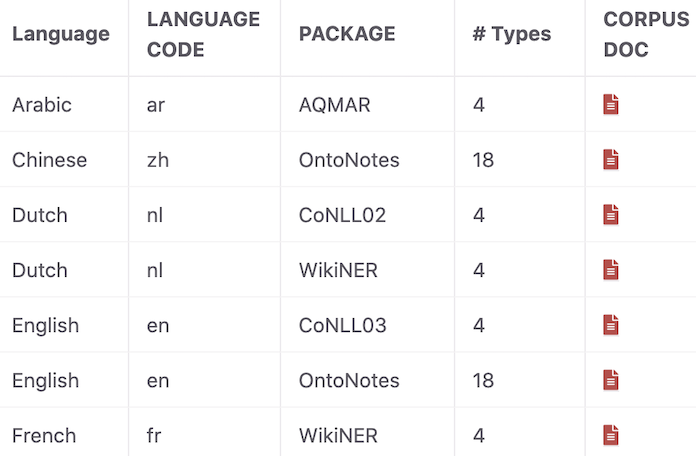 Language LANGUAGE CODE PACKAGE # Types CORPUS DOC
Arabic ar AQMAR 4
Chinese zh OntoNotes 18
Dutch nl CoNLL02 4
Dutch nl WikiNER 4
English en CoNLL03 4
English en OntoNotes 18
French fr WikiNER 4